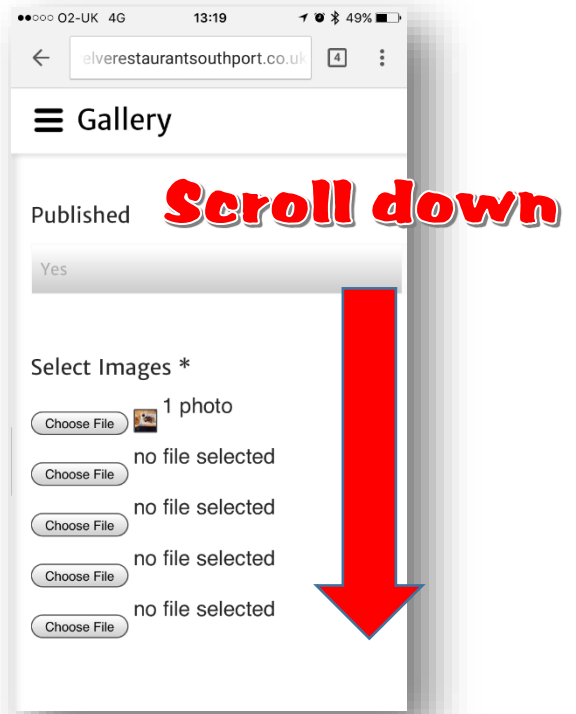 O2-UK 4G 13:19 49%
elverestaurantsouthport.co.uk 4
Gallery
Scroll down
Published
Yes
Select Images *
Choose File 1 photo
Choose File no file selected
Choose File no file selected
Choose File no file selected
Choose File no file selected